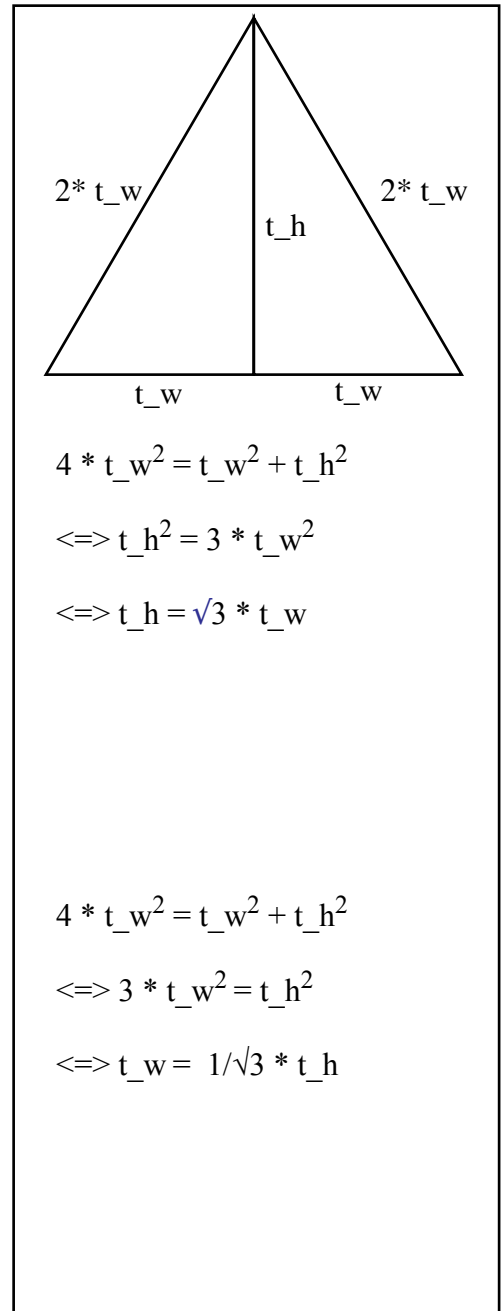 2* t_w
2* t_w
t_h
t_w
t_w
4 * t_w² = t_w² + t_h²
<=> t_h² = 3 * t_w²
<=> t_h = √3 * t_w
4 * t_w² = t_w² + t_h²
<=> 3 * t_w² = t_h²
<=> t_w = 1/√3 * t_h